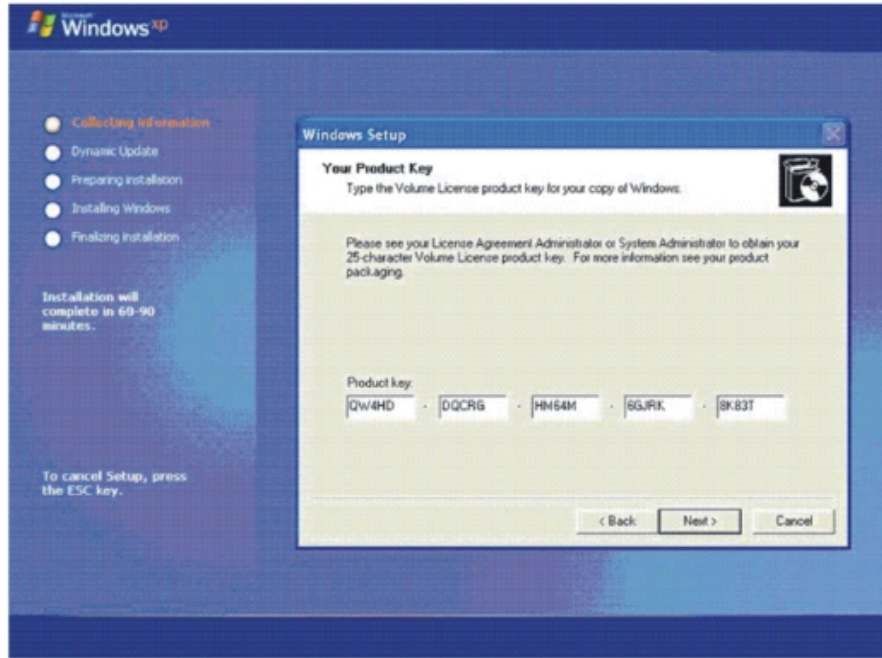 Microsoft
Windows xp
Collecting information
Dynamic Update
Preparing installation
Installing Windows
Finalizing installation
Installation will
complete in 60-90
minutes.
To cancel Setup, press
the ESC key.
Windows Setup
Your Product Key
Type the Volume License product key for your copy of Windows.
Please see your License Agreement Administrator or System Administrator to obtain your
25-character Volume License product key. For more information see your product
packaging.
Product key:
QW4HD - DQCRG - HM64M - 6GJRK - 8K83T
< Back Next > Cancel